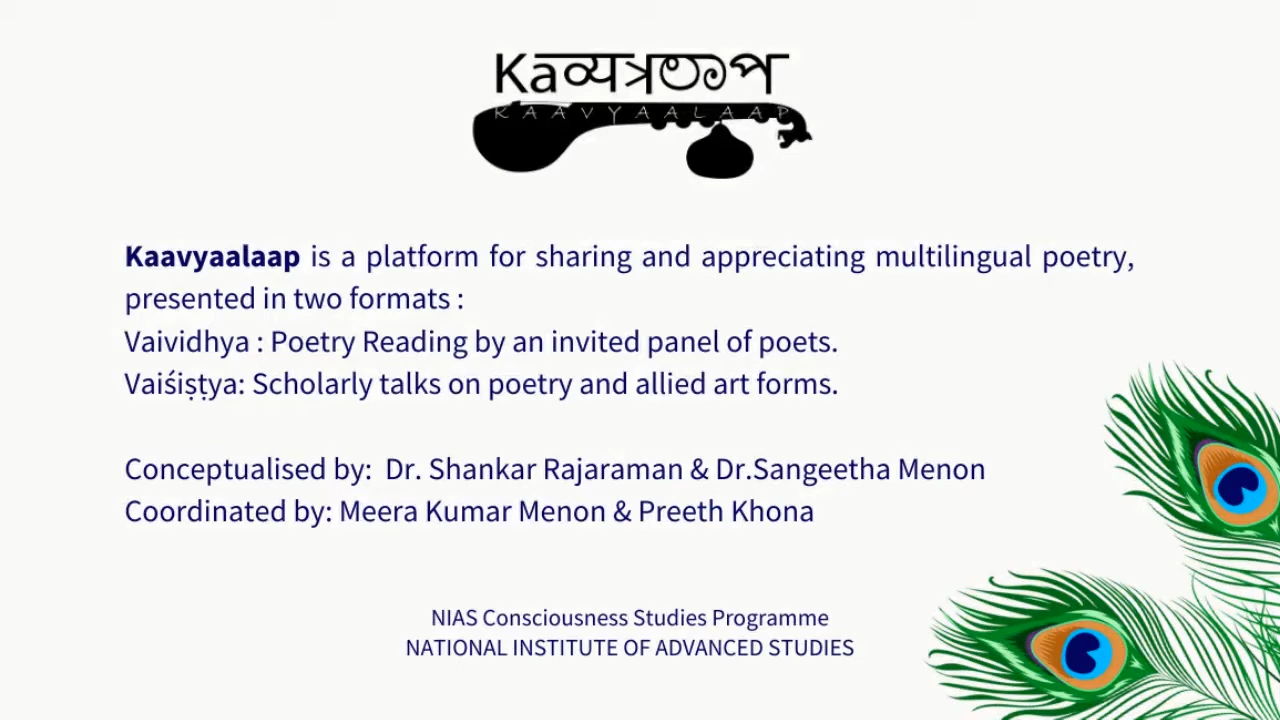 Kaव्यাலাप
KAAVYAALAAP
Kaavyaalaap is a platform for sharing and appreciating multilingual poetry,
presented in two formats :
Vaividhya : Poetry Reading by an invited panel of poets.
Vaiśiṣṭya: Scholarly talks on poetry and allied art forms.
Conceptualised by: Dr. Shankar Rajaraman & Dr.Sangeetha Menon
Coordinated by: Meera Kumar Menon & Preeth Khona
NIAS Consciousness Studies Programme
NATIONAL INSTITUTE OF ADVANCED STUDIES